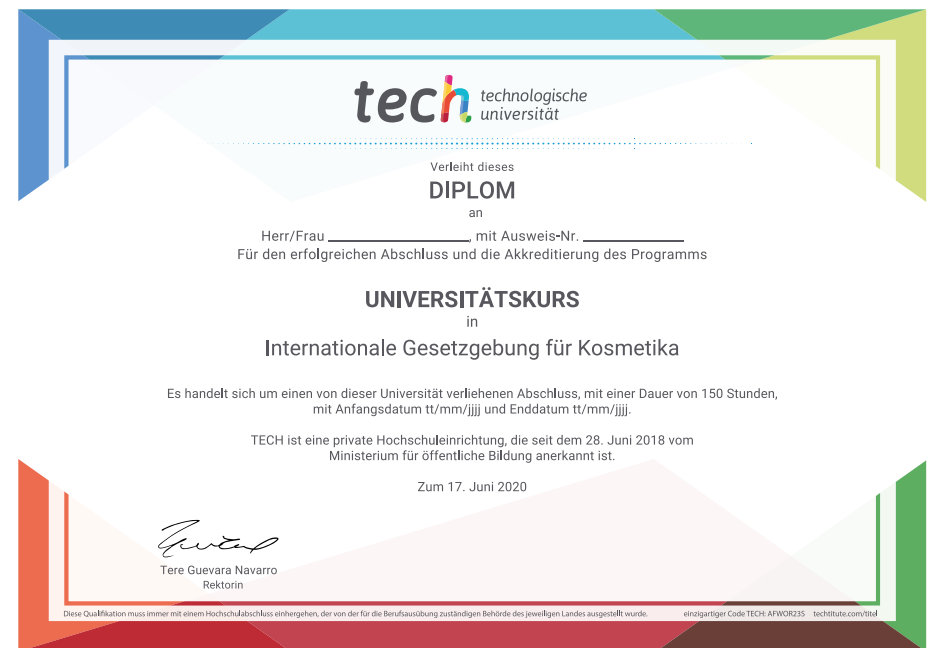 tech technologische
universität
Verleiht dieses
DIPLOM
an
Herr/Frau ____________________, mit Ausweis-Nr. ______________
Für den erfolgreichen Abschluss und die Akkreditierung des Programms
UNIVERSITÄTSKURS
in
Internationale Gesetzgebung für Kosmetika
Es handelt sich um einen von dieser Universität verliehenen Abschluss, mit einer Dauer von 150 Stunden,
mit Anfangsdatum tt/mm/jjjj und Enddatum tt/mm/jjjj.
TECH ist eine private Hochschuleinrichtung, die seit dem 28. Juni 2018 vom
Ministerium für öffentliche Bildung anerkannt ist.
Zum 17. Juni 2020
Tere Guevara Navarro
Rektorin
Diese Qualifikation muss immer mit einem Hochschulabschluss einhergehen, der von der für die Berufsausübung zuständigen Behörde des jeweiligen Landes ausgestellt wurde. einzigartiger Code TECH: AFWOR23S techtitute.com/titel